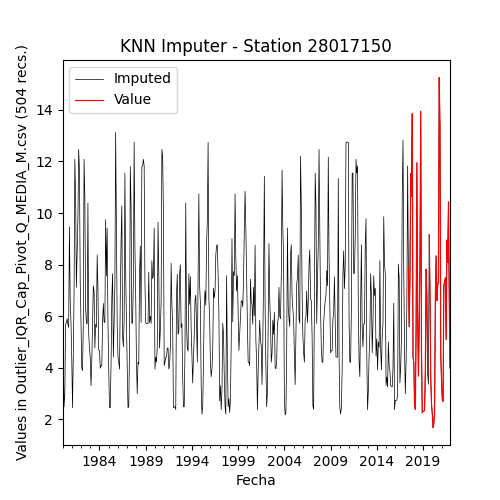 KNN Imputer - Station 28017150
Imputed
Value
Values in Outlier_IQR_Cap_Pivot_Q_MEDIA_M.csv (504 recs.)
14
12
10
8
6
4
2
1984 1989 1994 1999 2004 2009 2014 2019
Fecha